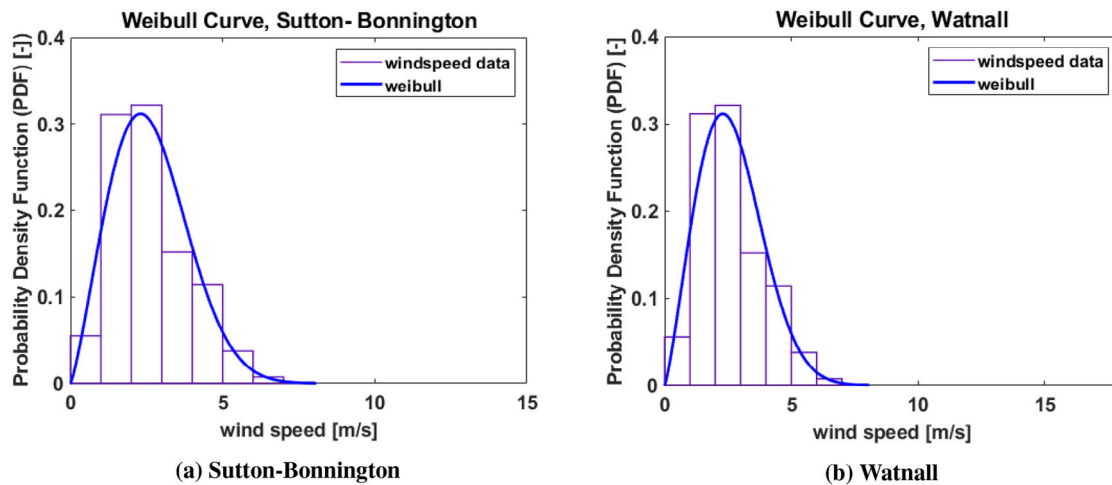 Weibull Curve, Sutton- Bonnington
Probability Density Function (PDF) [-])
0.4
0.3
0.2
0.1
0
windspeed data
weibull
0
5
10
15
wind speed [m/s]
(a) Sutton-Bonnington
Weibull Curve, Watnall
Probability Density Function (PDF) [-]
0.4
0.3
0.2
0.1
0
windspeed data
weibull
0
5
10
15
wind speed [m/s]
(b) Watnall